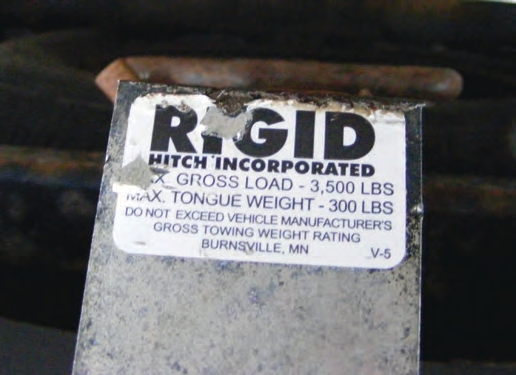 RIGID
HITCH INCORPORATED
MAX. GROSS LOAD - 3,500 LBS
MAX. TONGUE WEIGHT - 300 LBS
DO NOT EXCEED VEHICLE MANUFACTURER'S
GROSS TOWING WEIGHT RATING
BURNSVILLE, MN
V-5